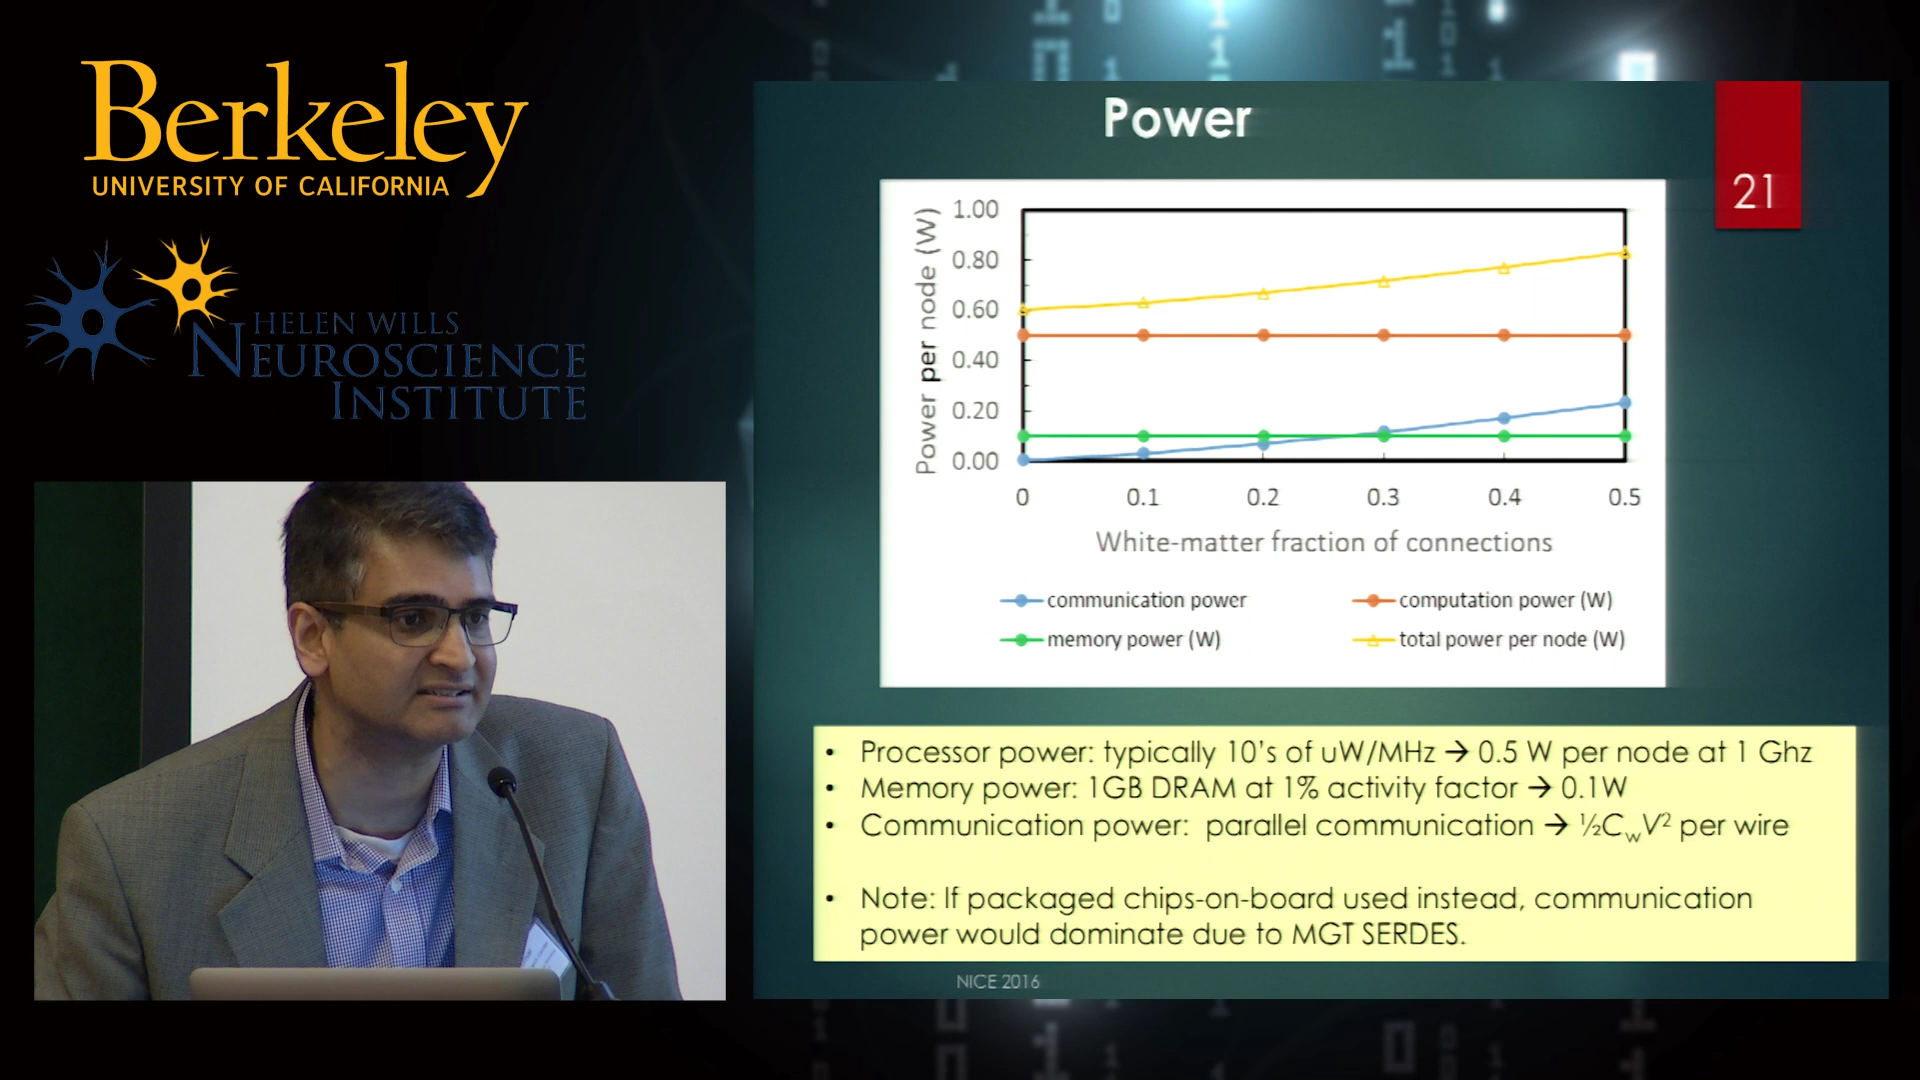 Berkeley
UNIVERSITY OF CALIFORNIA
HELEN WILLS
NEUROSCIENCE
INSTITUTE
Power
21
Power per node (W)
1.00
0.80
0.60
0.40
0.20
0.00
0 0.1 0.2 0.3 0.4 0.5
White-matter fraction of connections
communication power computation power (W)
memory power (W) total power per node (W)
• Processor power: typically 10's of uW/MHz → 0.5 W per node at 1 Ghz
• Memory power: 1GB DRAM at 1% activity factor → 0.1W
• Communication power: parallel communication → ½CwV² per wire
• Note: If packaged chips-on-board used instead, communication
power would dominate due to MGT SERDES.
NICE 2016